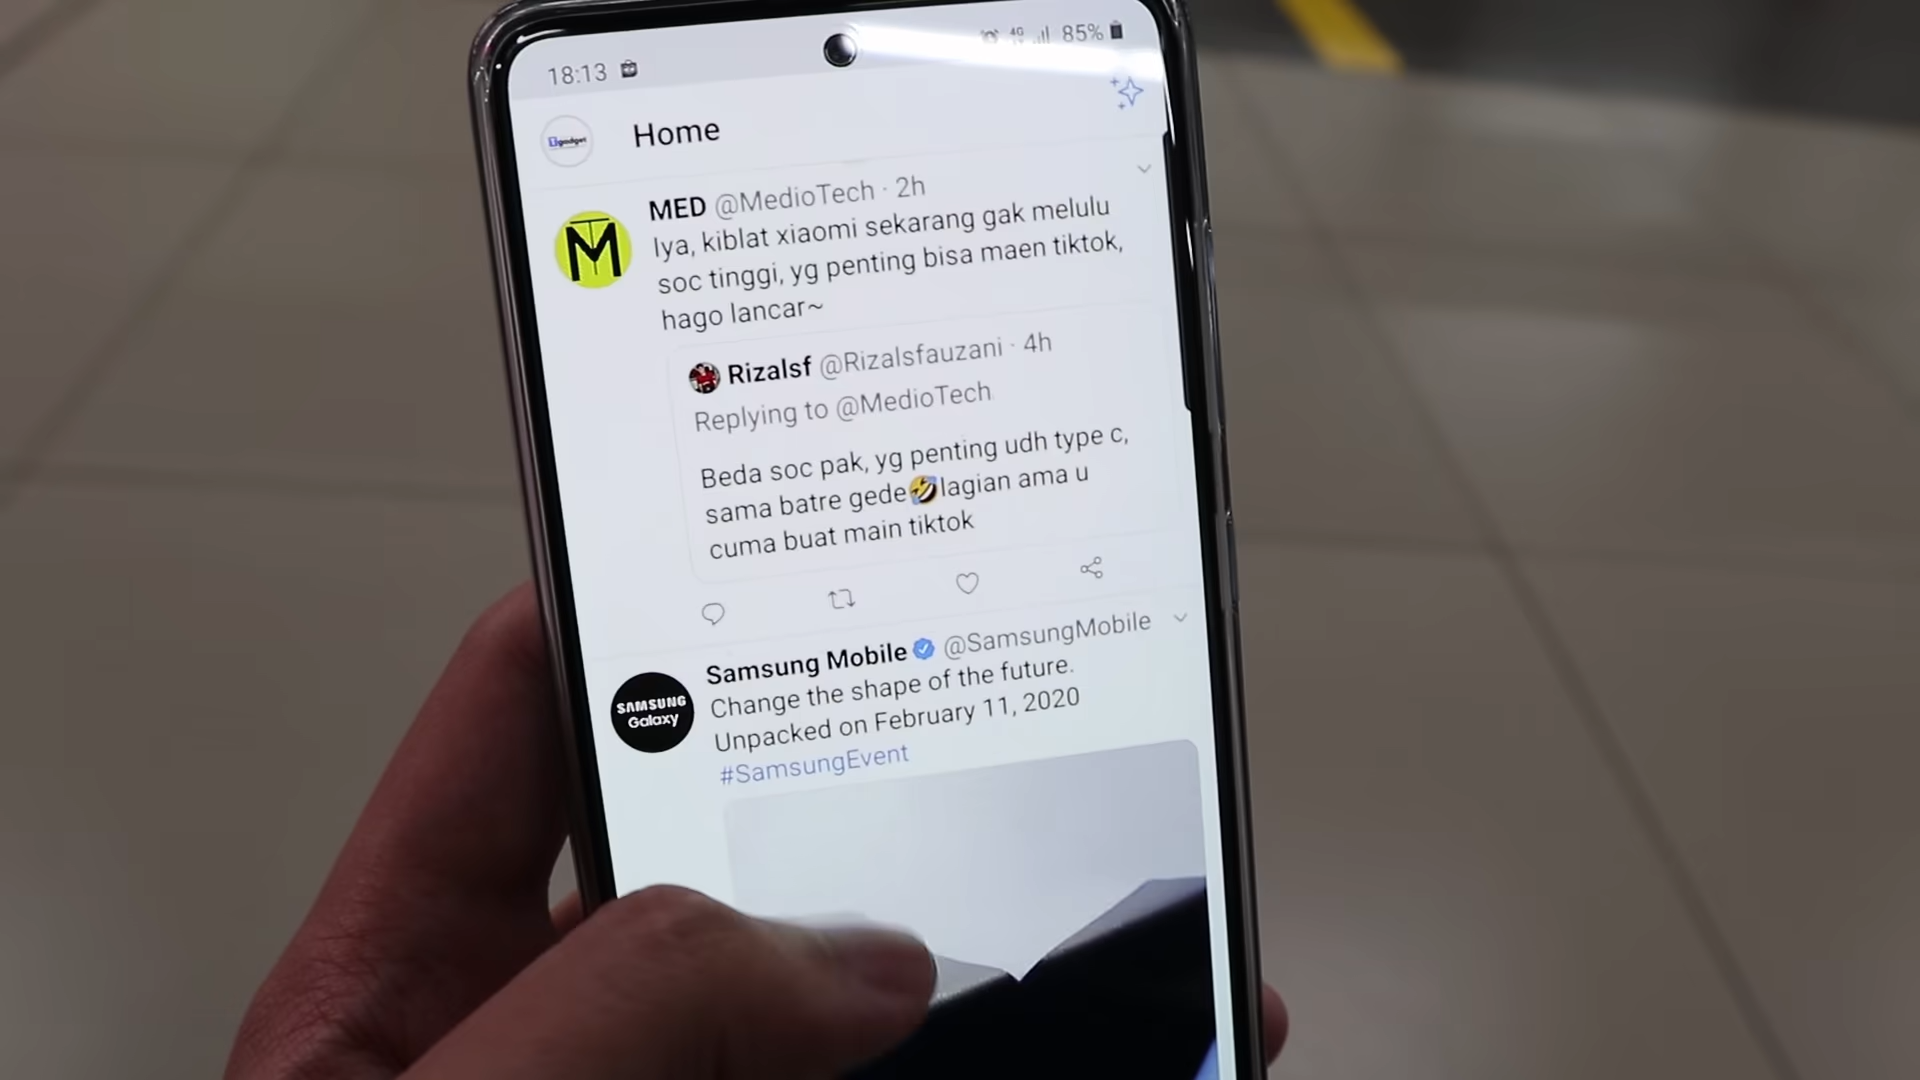 18:13
4G
85%
gadget
Home
MED @MedioTech · 2h
Iya, kiblat xiaomi sekarang gak melulu
soc tinggi, yg penting bisa maen tiktok,
hago lancar~
M
Rizalsf @Rizalsfauzani · 4h
Replying to @MedioTech
Beda soc pak, yg penting udh type c,
sama batre gede🤣lagian ama u
cuma buat main tiktok
Samsung Mobile @SamsungMobile
SAMSUNG
Galaxy
Change the shape of the future.
Unpacked on February 11, 2020
#SamsungEvent